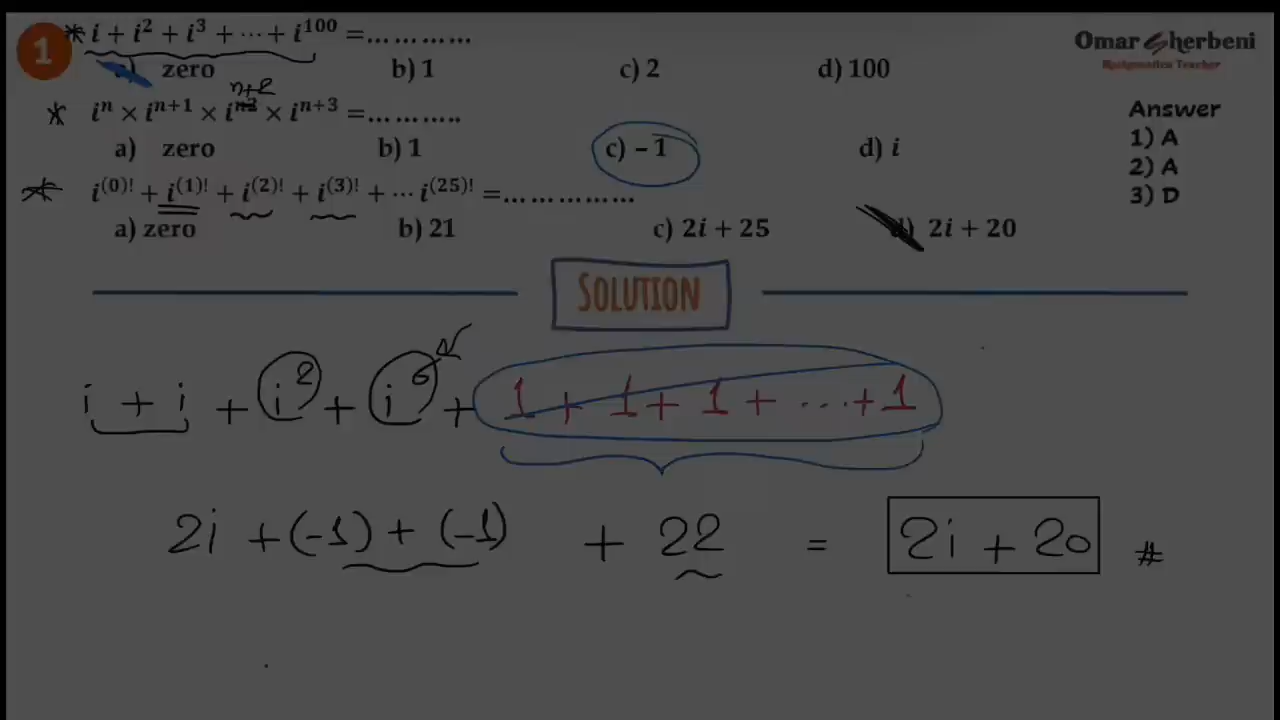 1
* i + i² + i³ + ⋯ + i¹⁰⁰ = …………
zero b) 1 c) 2 d) 100
Omar Sherbeni
n+2
* iⁿ × iⁿ⁺¹ × × iⁿ⁺³ = ………..
a) zero b) 1 c) – 1 d) i
* i⁽⁰⁾! + i⁽¹⁾! + i⁽²⁾! + i⁽³⁾! + ⋯ i⁽²⁵⁾! = ……………
a) zero b) 21 c) 2i + 25 d) 2i + 20
Answer
1) A
2) A
3) D
SOLUTION
i + i + i² + i⁶ + 1 + 1 + 1 + ... + 1
2i + (-1) + (-1) + 22 = 2i + 20 #